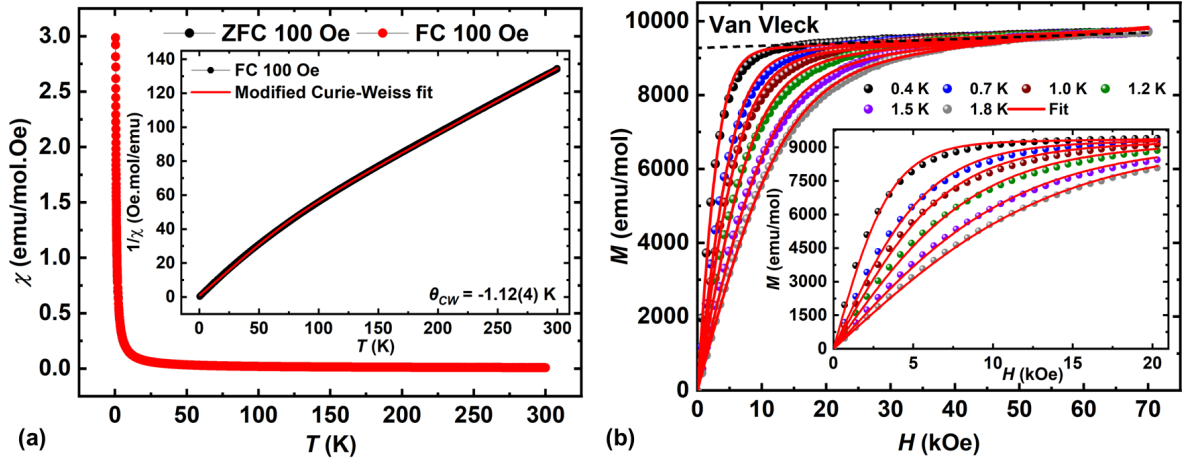 ZFC 100 Oe FC 100 Oe
3.0
2.5
2.0
1.5
1.0
0.5
0.0
χ (emu/mol.Oe)
FC 100 Oe
Modified Curie-Weiss fit
140
120
100
80
60
40
20
0
1/χ (Oe.mol/emu)
θCW = -1.12(4) K
0 50 100 150 200 250 300
T (K)
0 50 100 150 200 250 300
(a) T (K)
Van Vleck
10000
8000
6000
4000
2000
0
M (emu/mol)
0.4 K 0.7 K 1.0 K 1.2 K
1.5 K 1.8 K Fit
9000
7500
6000
4500
3000
1500
0
M (emu/mol)
0 5 10 15 20
H (kOe)
0 10 20 30 40 50 60 70
(b) H (kOe)